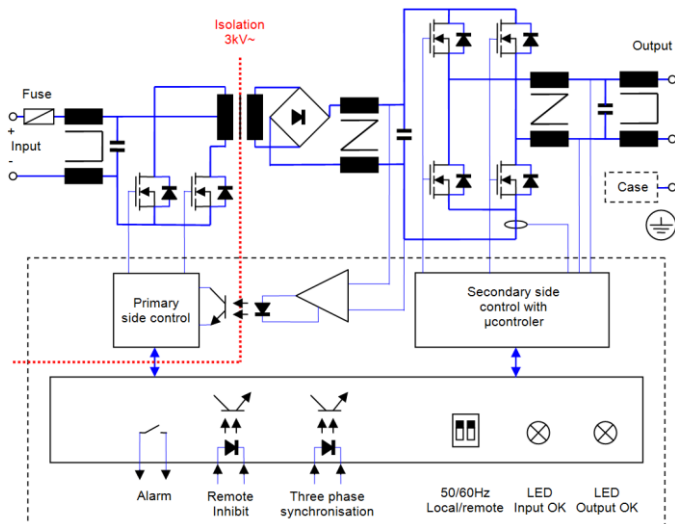 Isolation
3kV~
Output
Fuse
+
Input
-
Case
Primary
side control
Secondary side
control with
µcontroler
Alarm
Remote
Inhibit
Three phase
synchronisation
50/60Hz
Local/remote
LED
Input OK
LED
Output OK